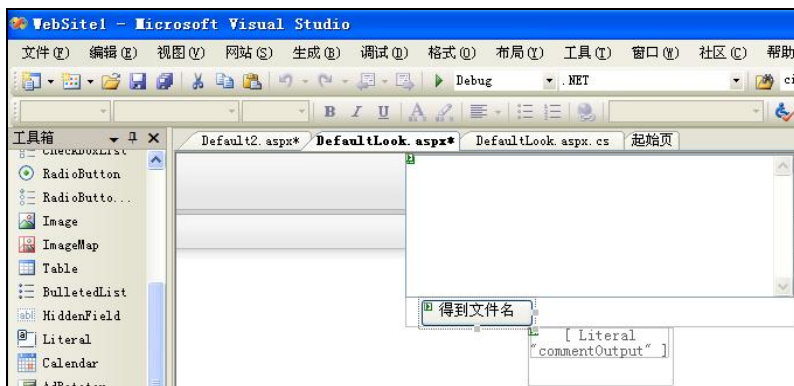 WebSite1 - Microsoft Visual Studio
文件(F) 编辑(E) 视图(V) 网站(S) 生成(B) 调试(D) 格式(O) 布局(Y) 工具(T) 窗口(W) 社区(C) 帮助
Debug .NET ci
B I U A
工具箱 Default2.aspx* DefaultLook.aspx* DefaultLook.aspx.cs 起始页
CheckBoxList
RadioButton
RadioButto...
Image
ImageMap
Table
BulletedList
HiddenField
Literal
Calendar
AdRotator
得到文件名
[ Literal
"commentOutput" ]